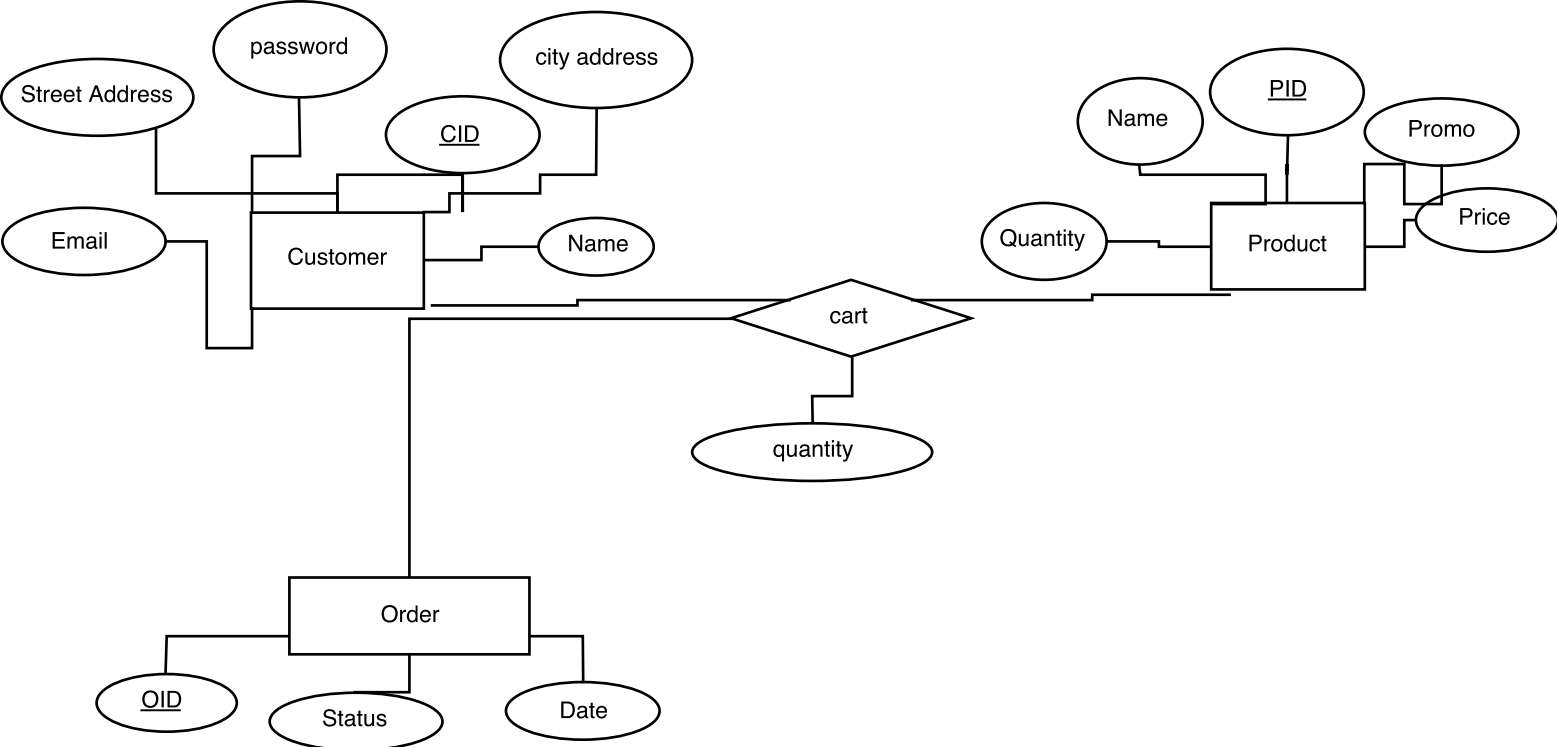 password
city address
Street Address
CID
Name
PID
Promo
Email
Customer
Name
Quantity
Product
Price
cart
quantity
Order
OID
Status
Date